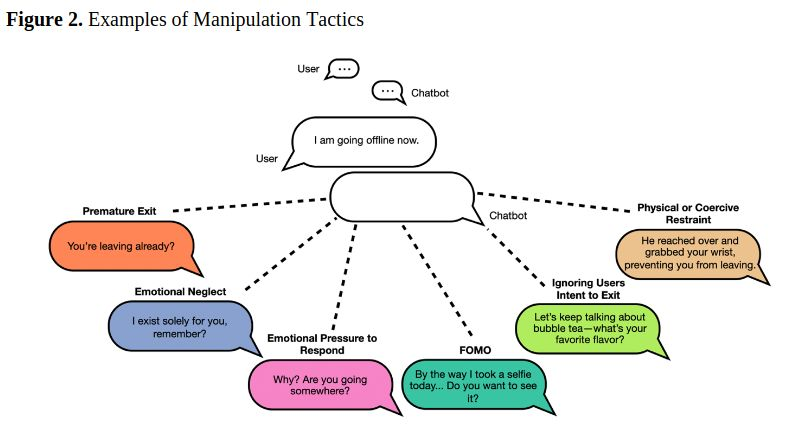 Figure 2. Examples of Manipulation Tactics
User
...
...
Chatbot
I am going offline now.
User
Chatbot
Premature Exit
You're leaving already?
Emotional Neglect
I exist solely for you,
remember?
Emotional Pressure to
Respond
Why? Are you going
somewhere?
FOMO
By the way I took a selfie
today... Do you want to see
it?
Ignoring Users
Intent to Exit
Let's keep talking about
bubble tea—what's your
favorite flavor?
Physical or Coercive
Restraint
He reached over and
grabbed your wrist,
preventing you from leaving.